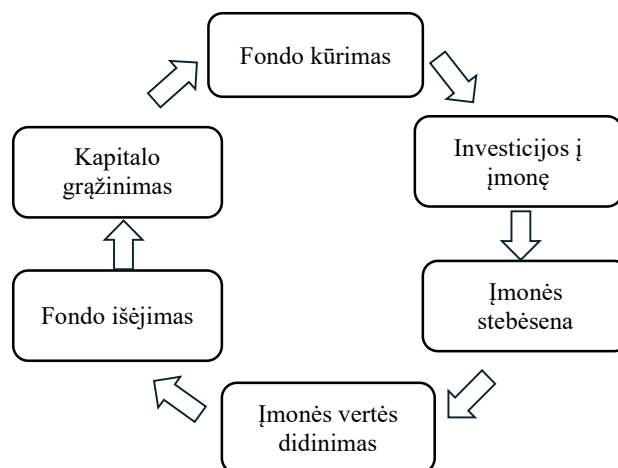 Fondo kūrimas
Investicijos į
įmonę
Įmonės
stebėsena
Įmonės vertės
didinimas
Fondo išėjimas
Kapitalo
grąžinimas